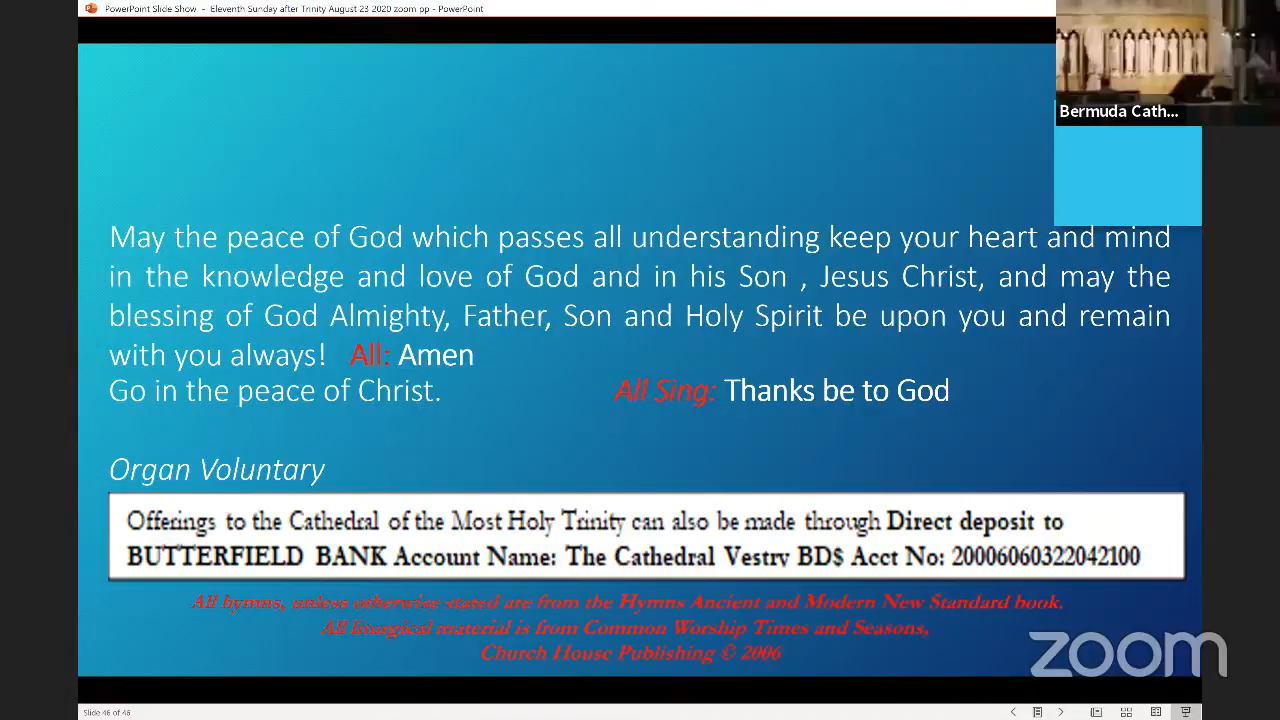 PowerPoint Slide Show - Eleventh Sunday after Trinity August 23 2020 zoom pp - PowerPoint
Bermuda Cath...
May the peace of God which passes all understanding keep your heart and mind
in the knowledge and love of God and in his Son , Jesus Christ, and may the
blessing of God Almighty, Father, Son and Holy Spirit be upon you and remain
with you always! All: Amen
Go in the peace of Christ. All Sing: Thanks be to God
Organ Voluntary
Offerings to the Cathedral of the Most Holy Trinity can also be made through Direct deposit to
BUTTERFIELD BANK Account Name: The Cathedral Vestry BD$ Acct No: 20006060322042100
All hymns, unless otherwise stated are from the Hymns Ancient and Modern New Standard book.
All liturgical material is from Common Worship Times and Seasons,
Church House Publishing © 2006
zoom
Slide 46 of 46